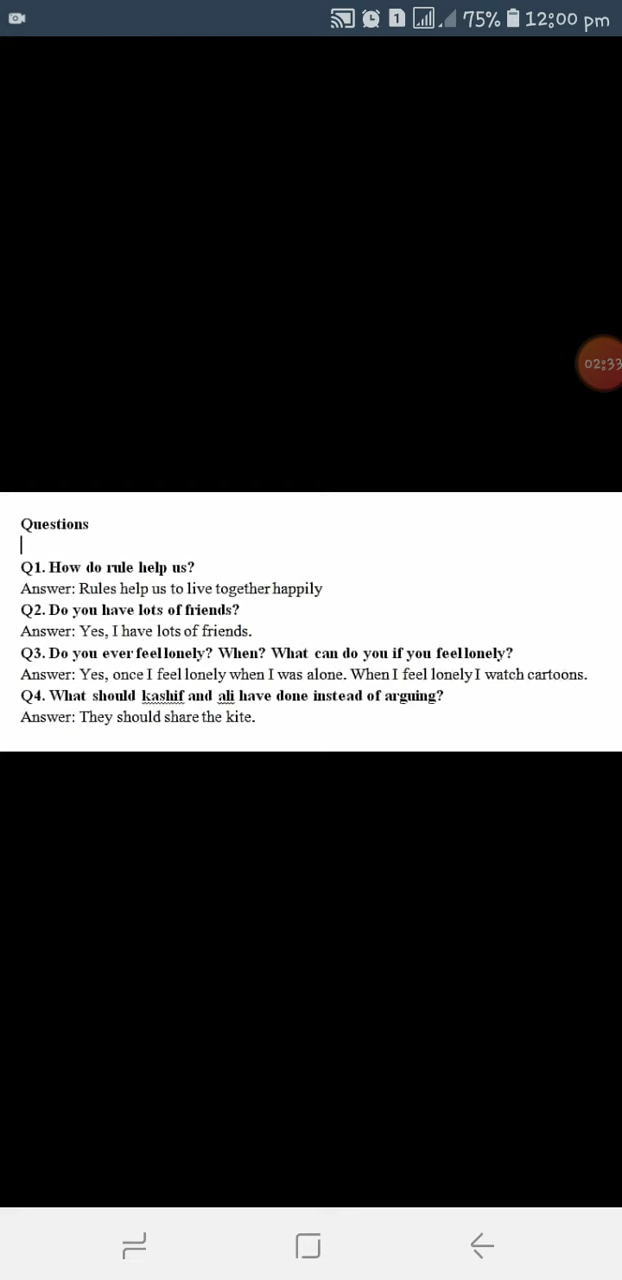 1 75% 12:00 pm
02:33
Questions
Q1. How do rule help us?
Answer: Rules help us to live together happily
Q2. Do you have lots of friends?
Answer: Yes, I have lots of friends.
Q3. Do you ever feel lonely? When? What can do you if you feel lonely?
Answer: Yes, once I feel lonely when I was alone. When I feel lonely I watch cartoons.
Q4. What should kashif and ali have done instead of arguing?
Answer: They should share the kite.